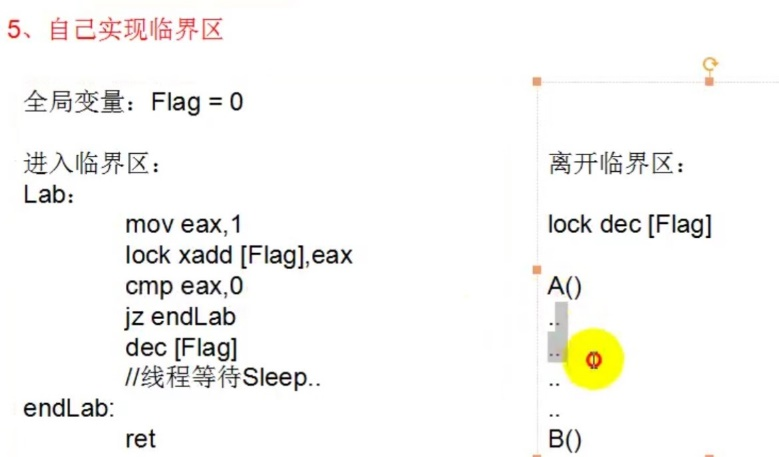 5、自己实现临界区
全局变量：Flag = 0
进入临界区：
Lab：
mov eax,1
lock xadd [Flag],eax
cmp eax,0
jz endLab
dec [Flag]
//线程等待Sleep..
endLab:
ret
离开临界区：
lock dec [Flag]
A()
..
..
..
..
B()